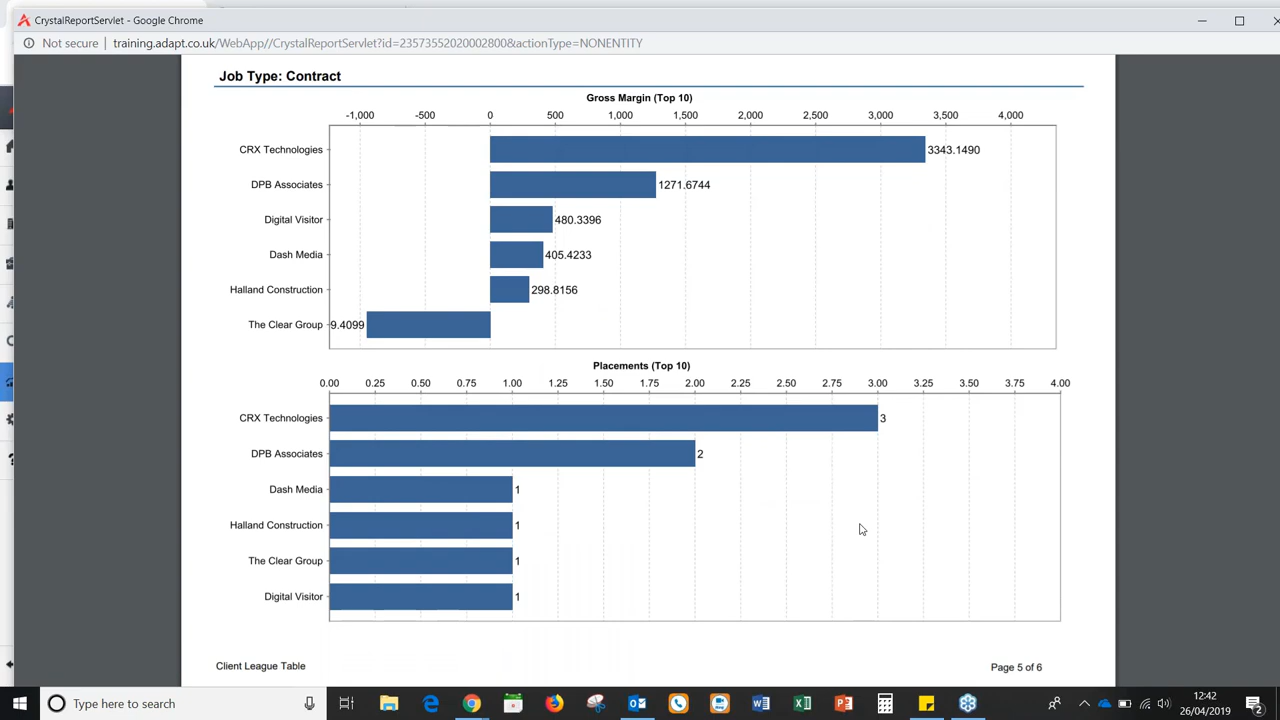 CrystalReportServlet - Google Chrome
Not secure training.adapt.co.uk/WebApp//CrystalReportServlet?id=23573552020002800&actionType=NONENTITY
Job Type: Contract
Gross Margin (Top 10)
-1,000 -500 0 500 1,000 1,500 2,000 2,500 3,000 3,500 4,000
CRX Technologies 3343.1490
DPB Associates 1271.6744
Digital Visitor 480.3396
Dash Media 405.4233
Halland Construction 298.8156
The Clear Group 9.4099
Placements (Top 10)
0.00 0.25 0.50 0.75 1.00 1.25 1.50 1.75 2.00 2.25 2.50 2.75 3.00 3.25 3.50 3.75 4.00
CRX Technologies 3
DPB Associates 2
Dash Media 1
Halland Construction 1
The Clear Group 1
Digital Visitor 1
Client League Table Page 5 of 6
Type here to search
12:42
26/04/2019
2